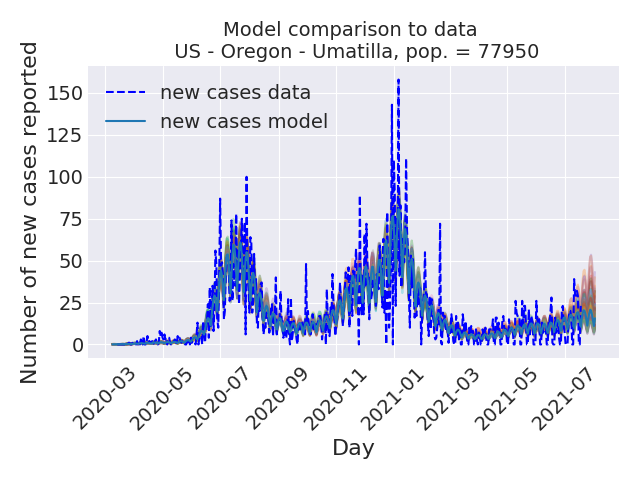 Model comparison to data
US - Oregon - Umatilla, pop. = 77950
Number of new cases reported
150
125
100
75
50
25
0
new cases data
new cases model
2020-03
2020-05
2020-07
2020-09
2020-11
2021-01
2021-03
2021-05
2021-07
Day